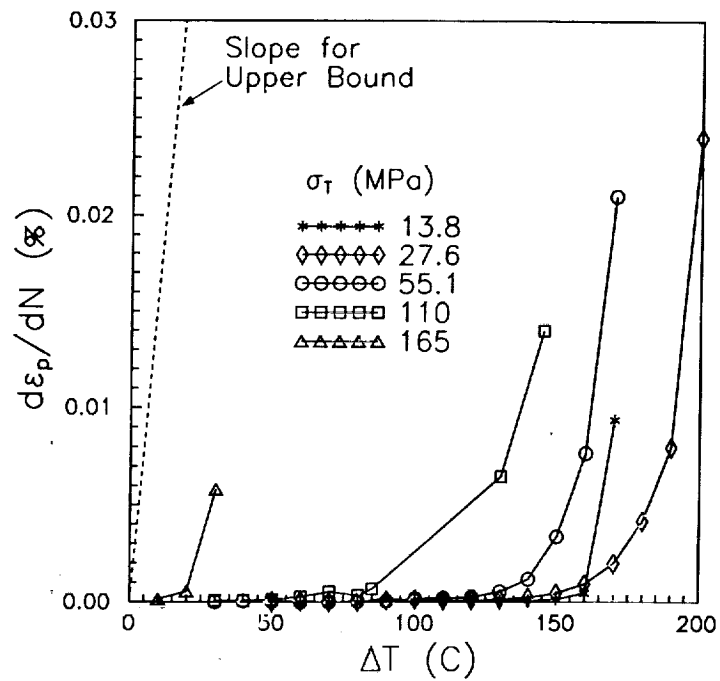 0.03
Slope for
Upper Bound
σT (MPa)
13.8
27.6
55.1
110
165
0.02
0.01
0.00
dεp/dN (%)
0
50
100
150
200
ΔT (C)